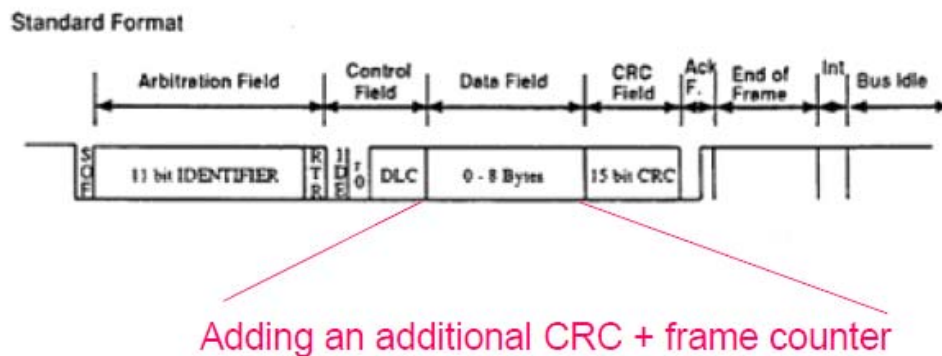 Standard Format
Arbitration Field
Control Field
Data Field
CRC Field
Ack F.
End of Frame
Int
Bus Idle
SOF
11 bit IDENTIFIER
RTR
IDE
r0
DLC
0 - 8 Bytes
15 bit CRC
Adding an additional CRC + frame counter